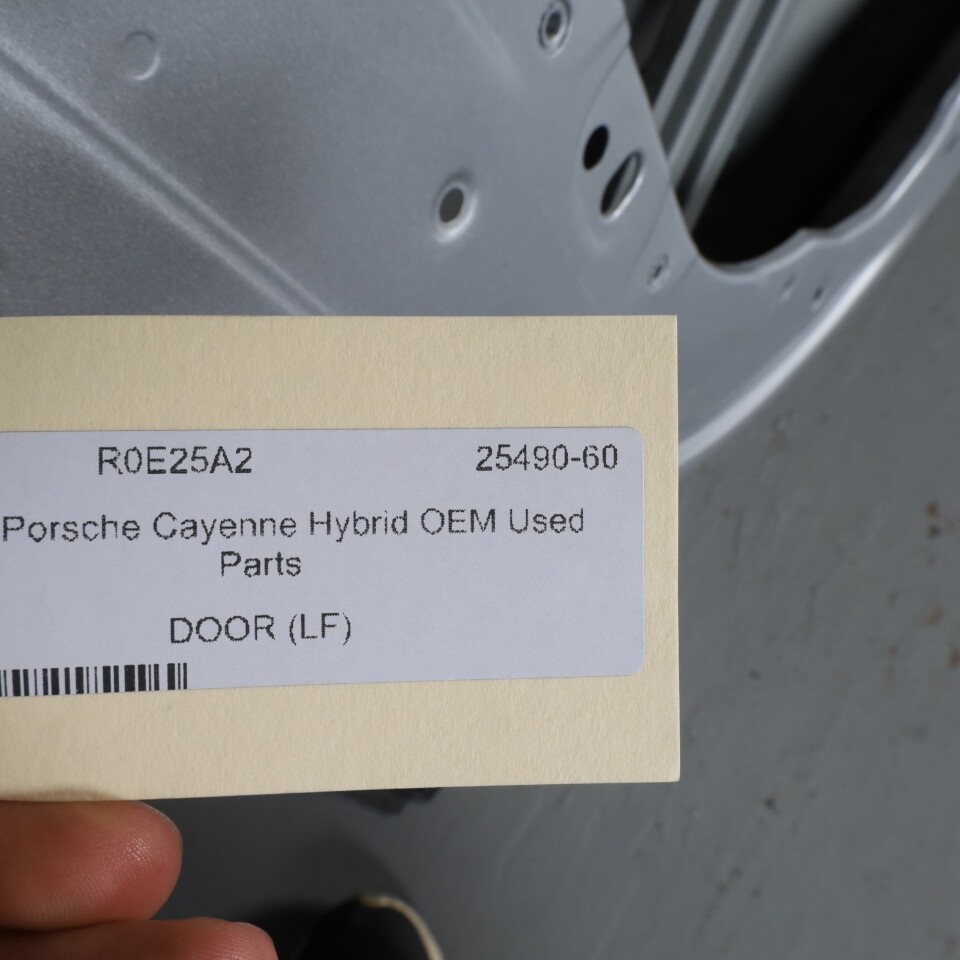 R0E25A2 25490-60
Porsche Cayenne Hybrid OEM Used
Parts
DOOR (LF)